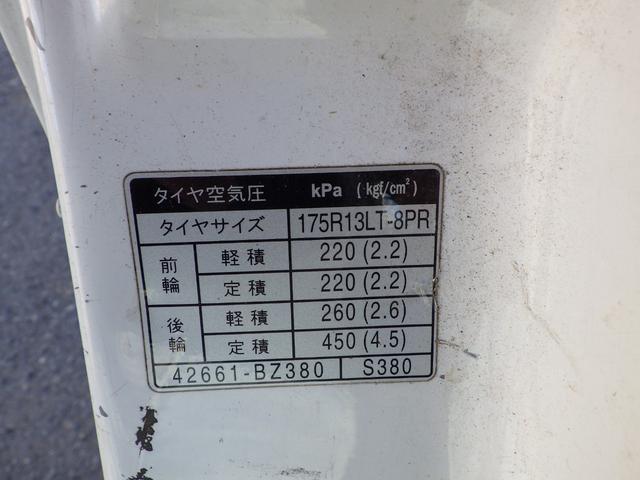 タイヤ空気圧 kPa (kgf/cm²)
タイヤサイズ 175R13LT-8PR
前輪 軽積 220 (2.2)
定積 220 (2.2)
後輪 軽積 260 (2.6)
定積 450 (4.5)
42661-BZ380 S380